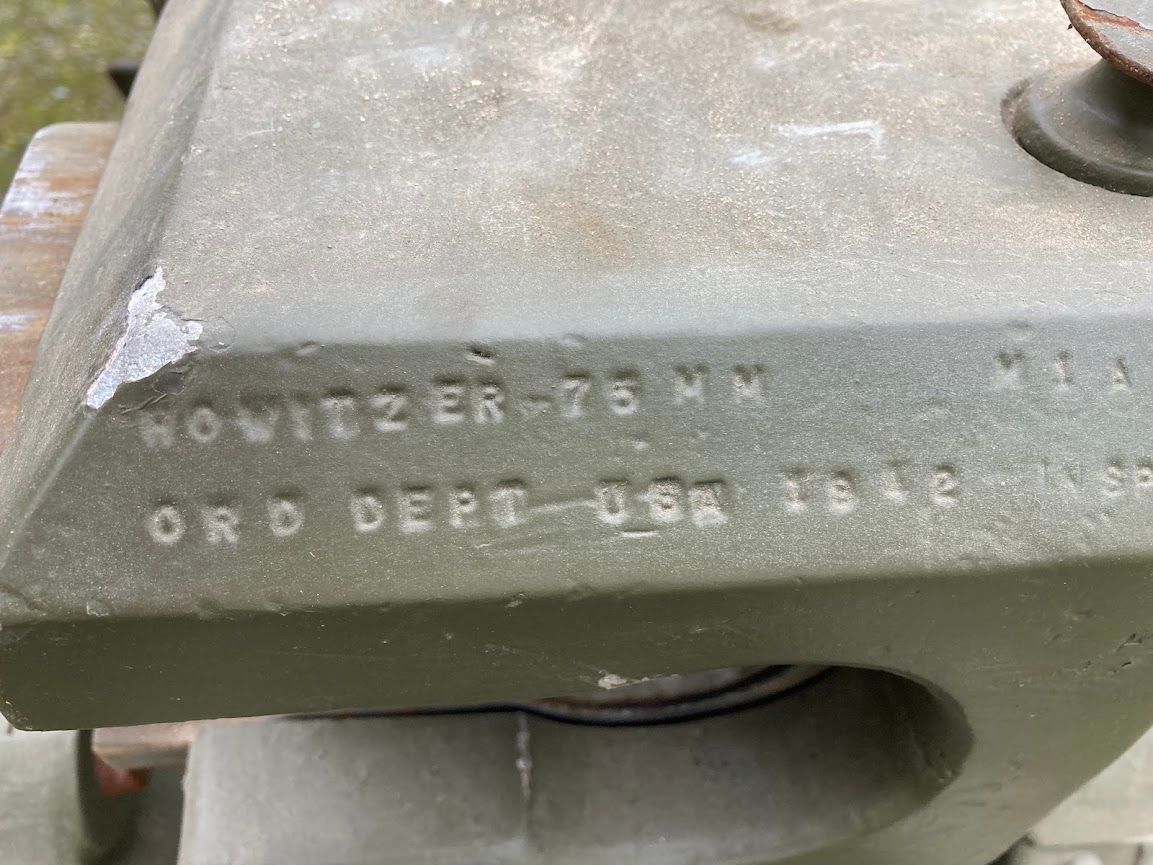 HOWITZER-75 MM M1A
ORD DEPT USA 1942 INSP